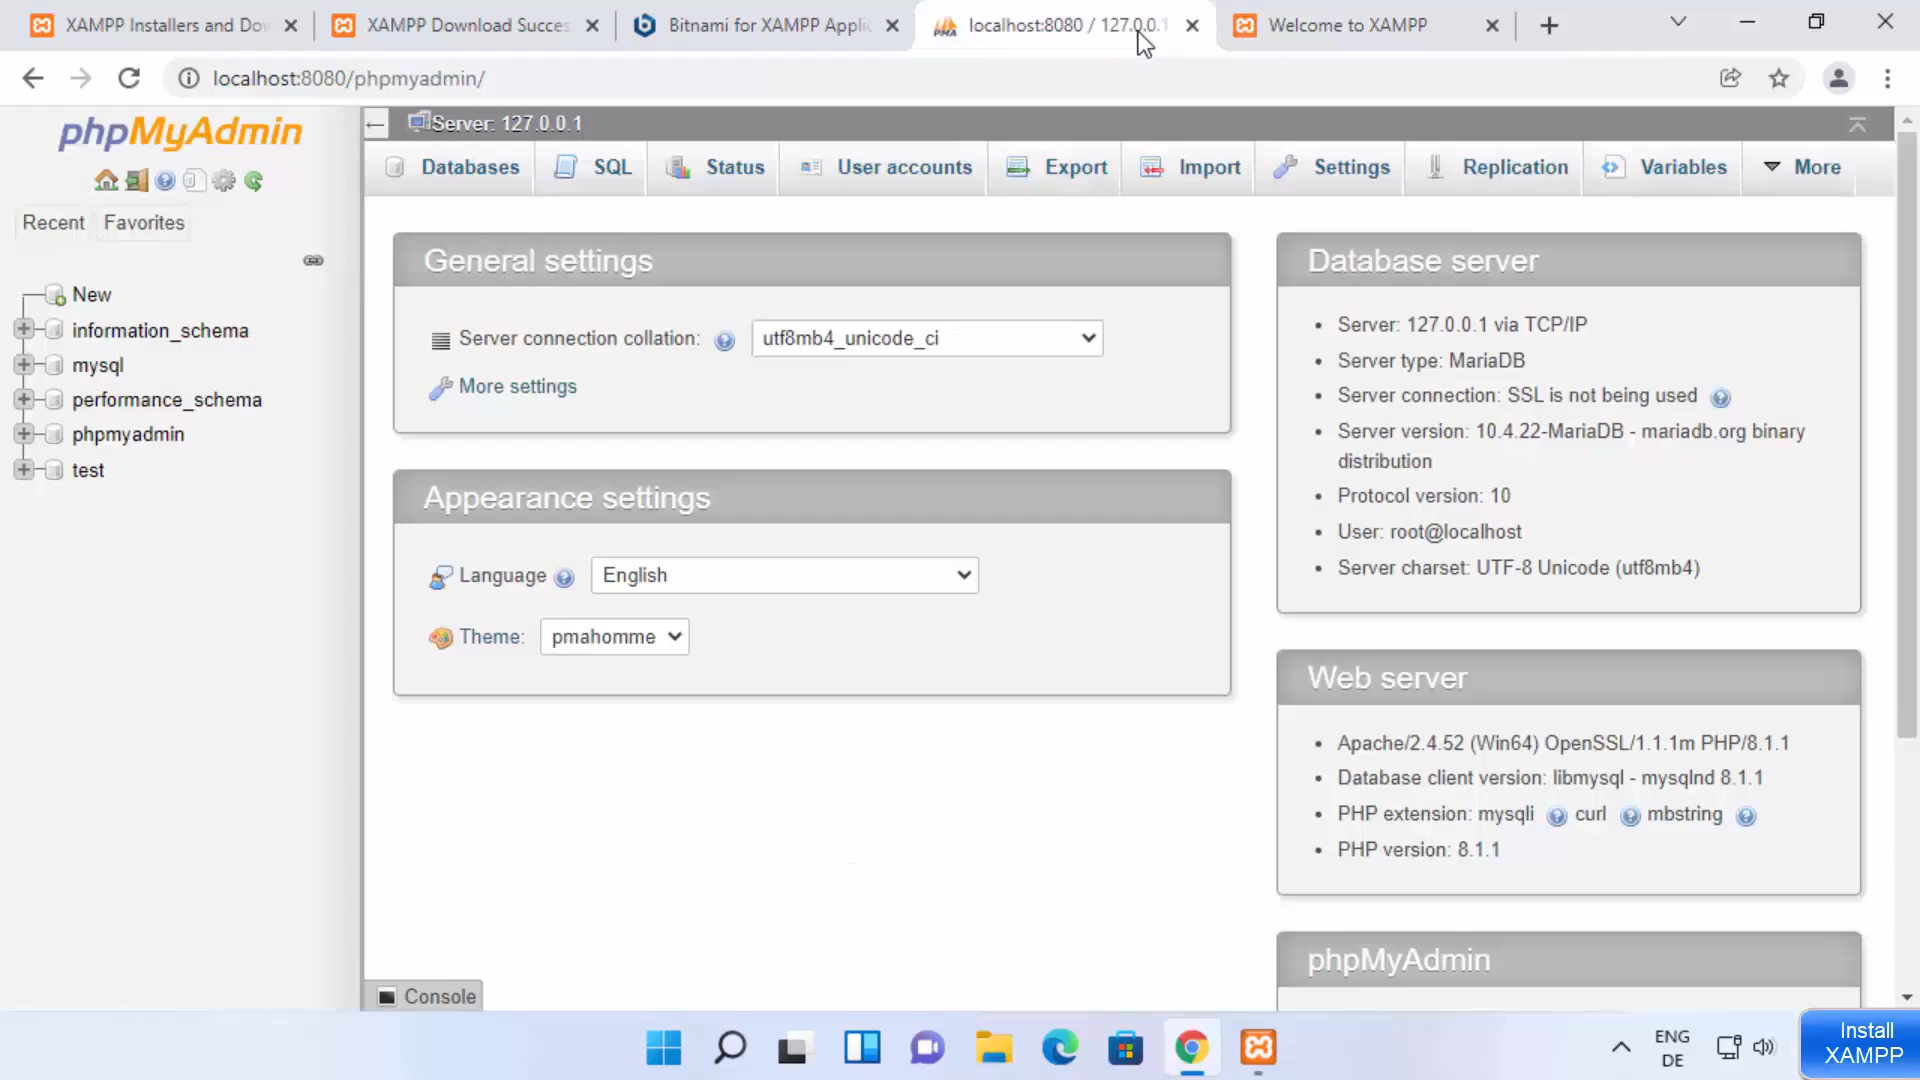 XAMPP Installers and Dow
XAMPP Download Succes
Bitnami for XAMPP Applic
localhost:8080 / 127.0.0.1
Welcome to XAMPP
localhost:8080/phpmyadmin/
phpMyAdmin
Recent
Favorites
New
information_schema
mysql
performance_schema
phpmyadmin
test
Server: 127.0.0.1
Databases
SQL
Status
User accounts
Export
Import
Settings
Replication
Variables
More
General settings
Server connection collation:
utf8mb4_unicode_ci
More settings
Appearance settings
Language
English
Theme:
pmahomme
Database server
Server: 127.0.0.1 via TCP/IP
Server type: MariaDB
Server connection: SSL is not being used
Server version: 10.4.22-MariaDB - mariadb.org binary
distribution
Protocol version: 10
User: root@localhost
Server charset: UTF-8 Unicode (utf8mb4)
Web server
Apache/2.4.52 (Win64) OpenSSL/1.1.1m PHP/8.1.1
Database client version: libmysql - mysqlnd 8.1.1
PHP extension: mysqli curl mbstring
PHP version: 8.1.1
phpMyAdmin
Console
ENG
DE
Install
XAMPP